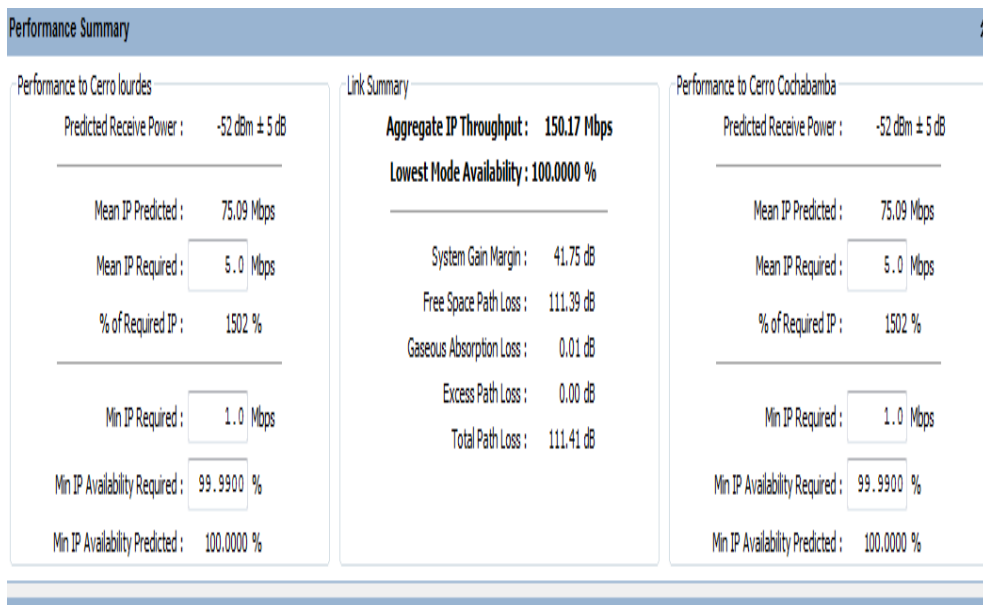 Performance Summary
Performance to Cerro lourdes
Predicted Receive Power : -52 dBm ± 5 dB
Mean IP Predicted : 75.09 Mbps
Mean IP Required : 5.0 Mbps
% of Required IP : 1502 %
Min IP Required : 1.0 Mbps
Min IP Availability Required : 99.9900 %
Min IP Availability Predicted : 100.0000 %
Link Summary
Aggregate IP Throughput : 150.17 Mbps
Lowest Mode Availability : 100.0000 %
System Gain Margin : 41.75 dB
Free Space Path Loss : 111.39 dB
Gaseous Absorption Loss : 0.01 dB
Excess Path Loss : 0.00 dB
Total Path Loss : 111.41 dB
Performance to Cerro Cochabamba
Predicted Receive Power : -52 dBm ± 5 dB
Mean IP Predicted : 75.09 Mbps
Mean IP Required : 5.0 Mbps
% of Required IP : 1502 %
Min IP Required : 1.0 Mbps
Min IP Availability Required : 99.9900 %
Min IP Availability Predicted : 100.0000 %